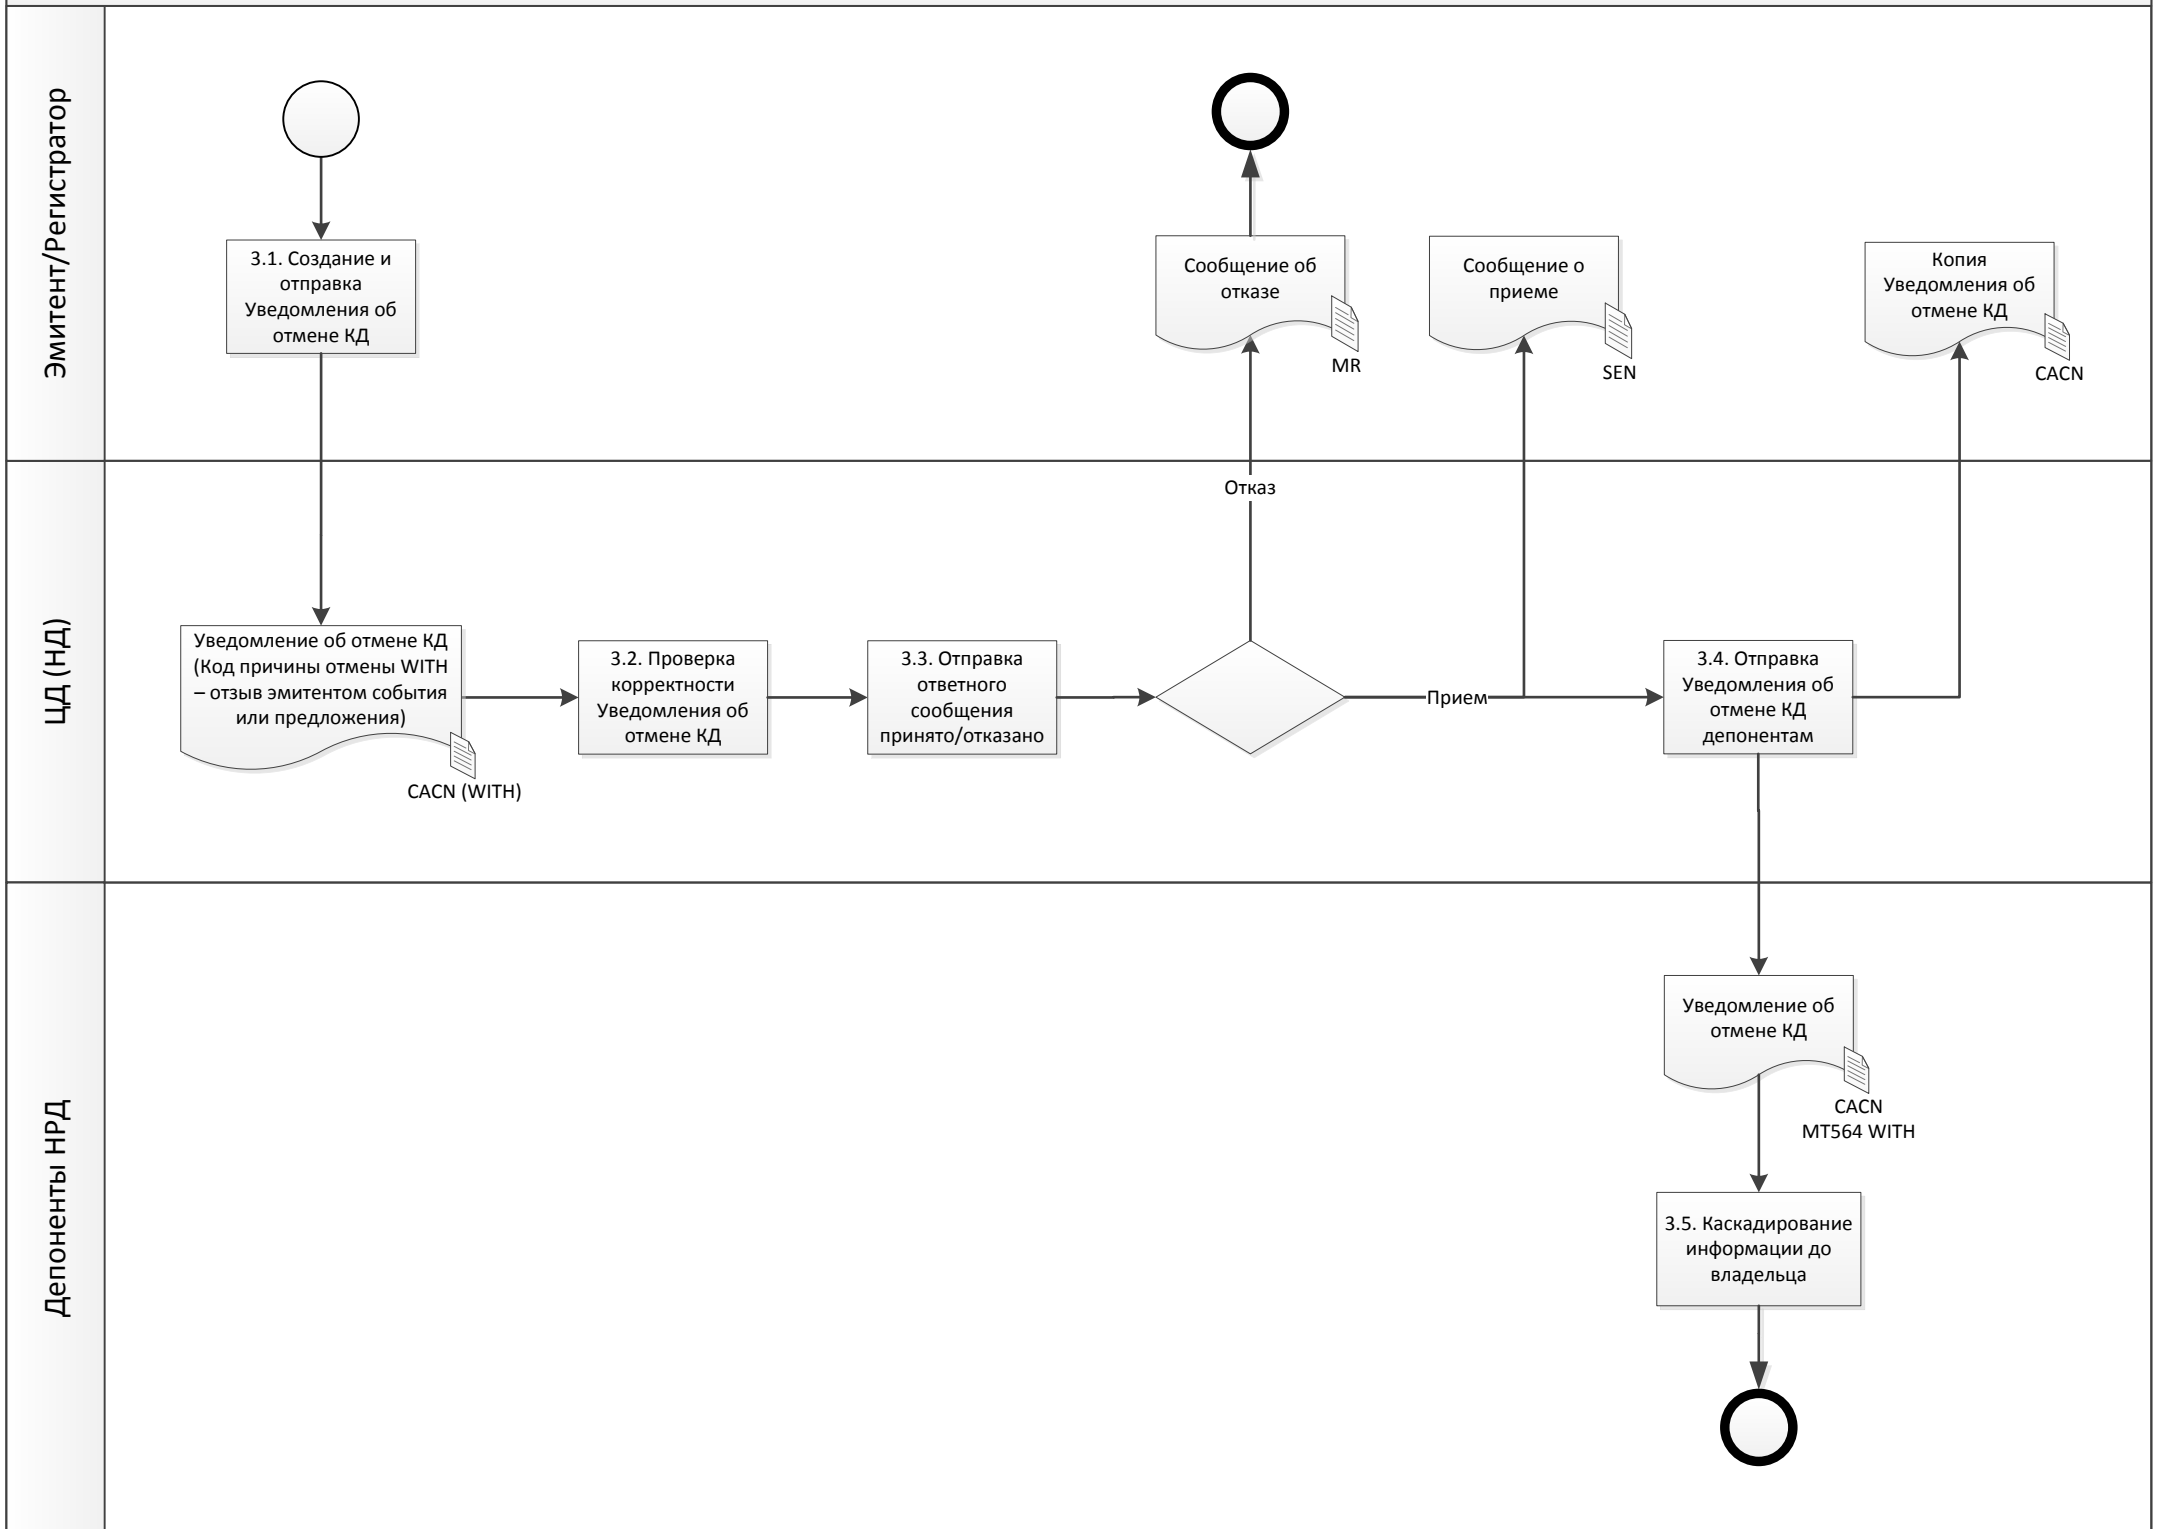 Эмитент/Регистратор
3.1. Создание и
отправка
Уведомления об
отмене КД
Сообщение об
отказе
MR
Сообщение о
приеме
SEN
Копия
Уведомления об
отмене КД
CACN
ЦД (НД)
Отказ
Уведомление об отмене КД
(Код причины отмены WITH
– отзыв эмитентом события
или предложения)
CACN (WITH)
3.2. Проверка
корректности
Уведомления об
отмене КД
3.3. Отправка
ответного
сообщения
принято/отказано
Прием
3.4. Отправка
Уведомления об
отмене КД
депонентам
Депоненты НРД
Уведомление об
отмене КД
CACN
MT564 WITH
3.5. Каскадирование
информации до
владельца